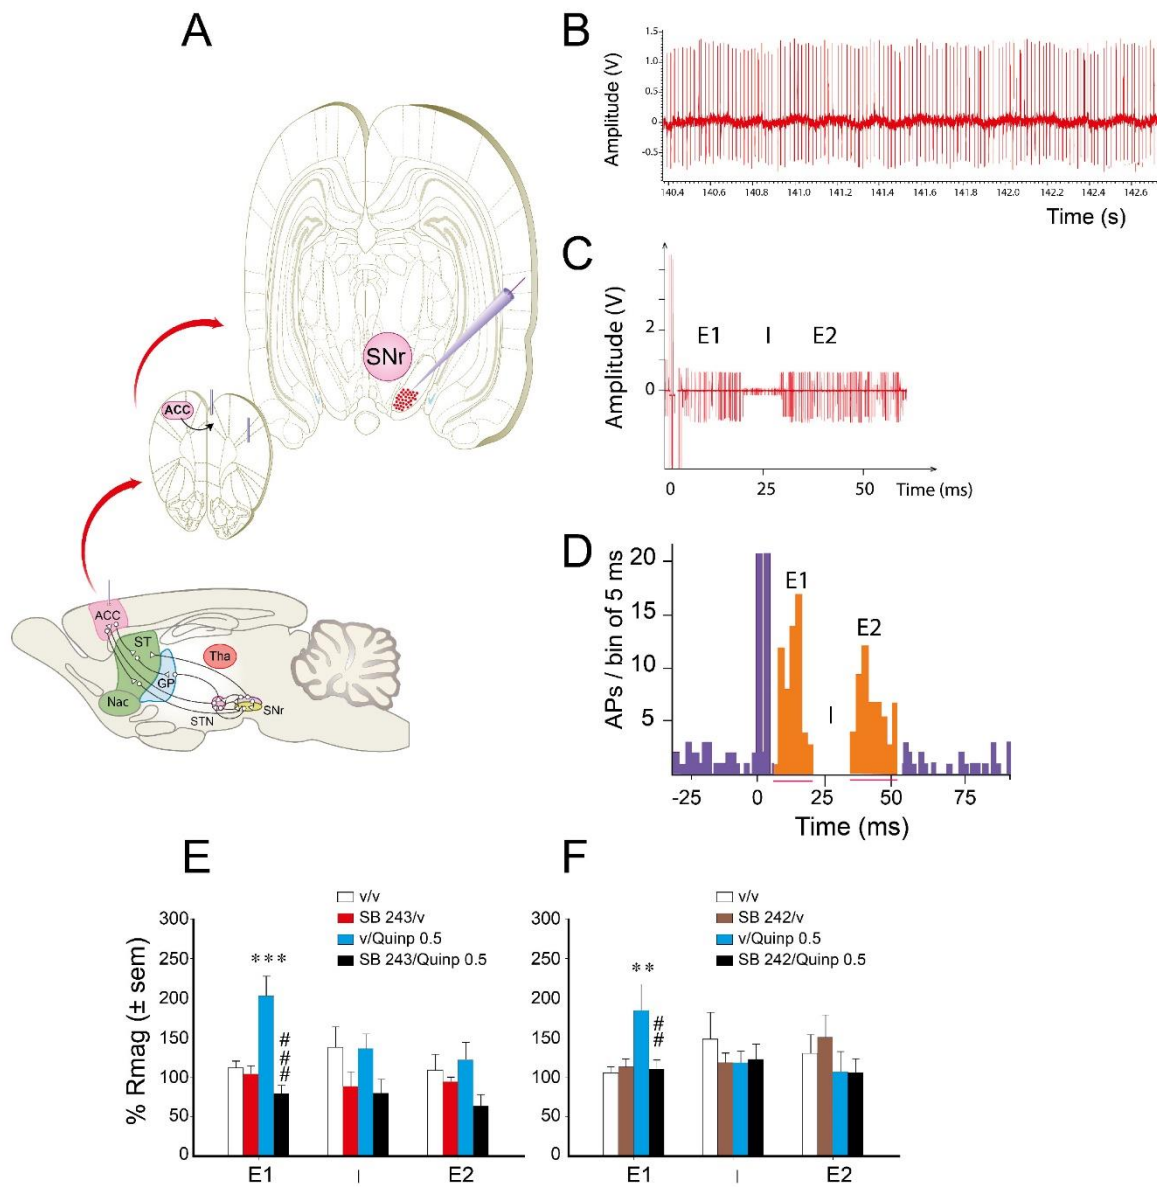 A
SNr
ACC
ACC
ST
Tha
GP
Nac
STN
SNr
B
Amplitude (V)
1.5
1.0
0.5
0
-0.5
140.4 140.6 140.8 141.0 141.2 141.4 141.6 141.8 142.0 142.2 142.4 142.6
Time (s)
C
Amplitude (V)
2
0
E1 I E2
0 25 50 Time (ms)
D
APs / bin of 5 ms
20
15
10
5
E1
I
E2
-25 0 25 50 75
Time (ms)
E
v/v
SB 243/v
v/Quinp 0.5
SB 243/Quinp 0.5
% Rmag (± sem)
300
250
200
150
100
50
0
***
###
E1 I E2
F
v/v
SB 242/v
v/Quinp 0.5
SB 242/Quinp 0.5
300
250
200
150
100
50
0
**
##
E1 I E2